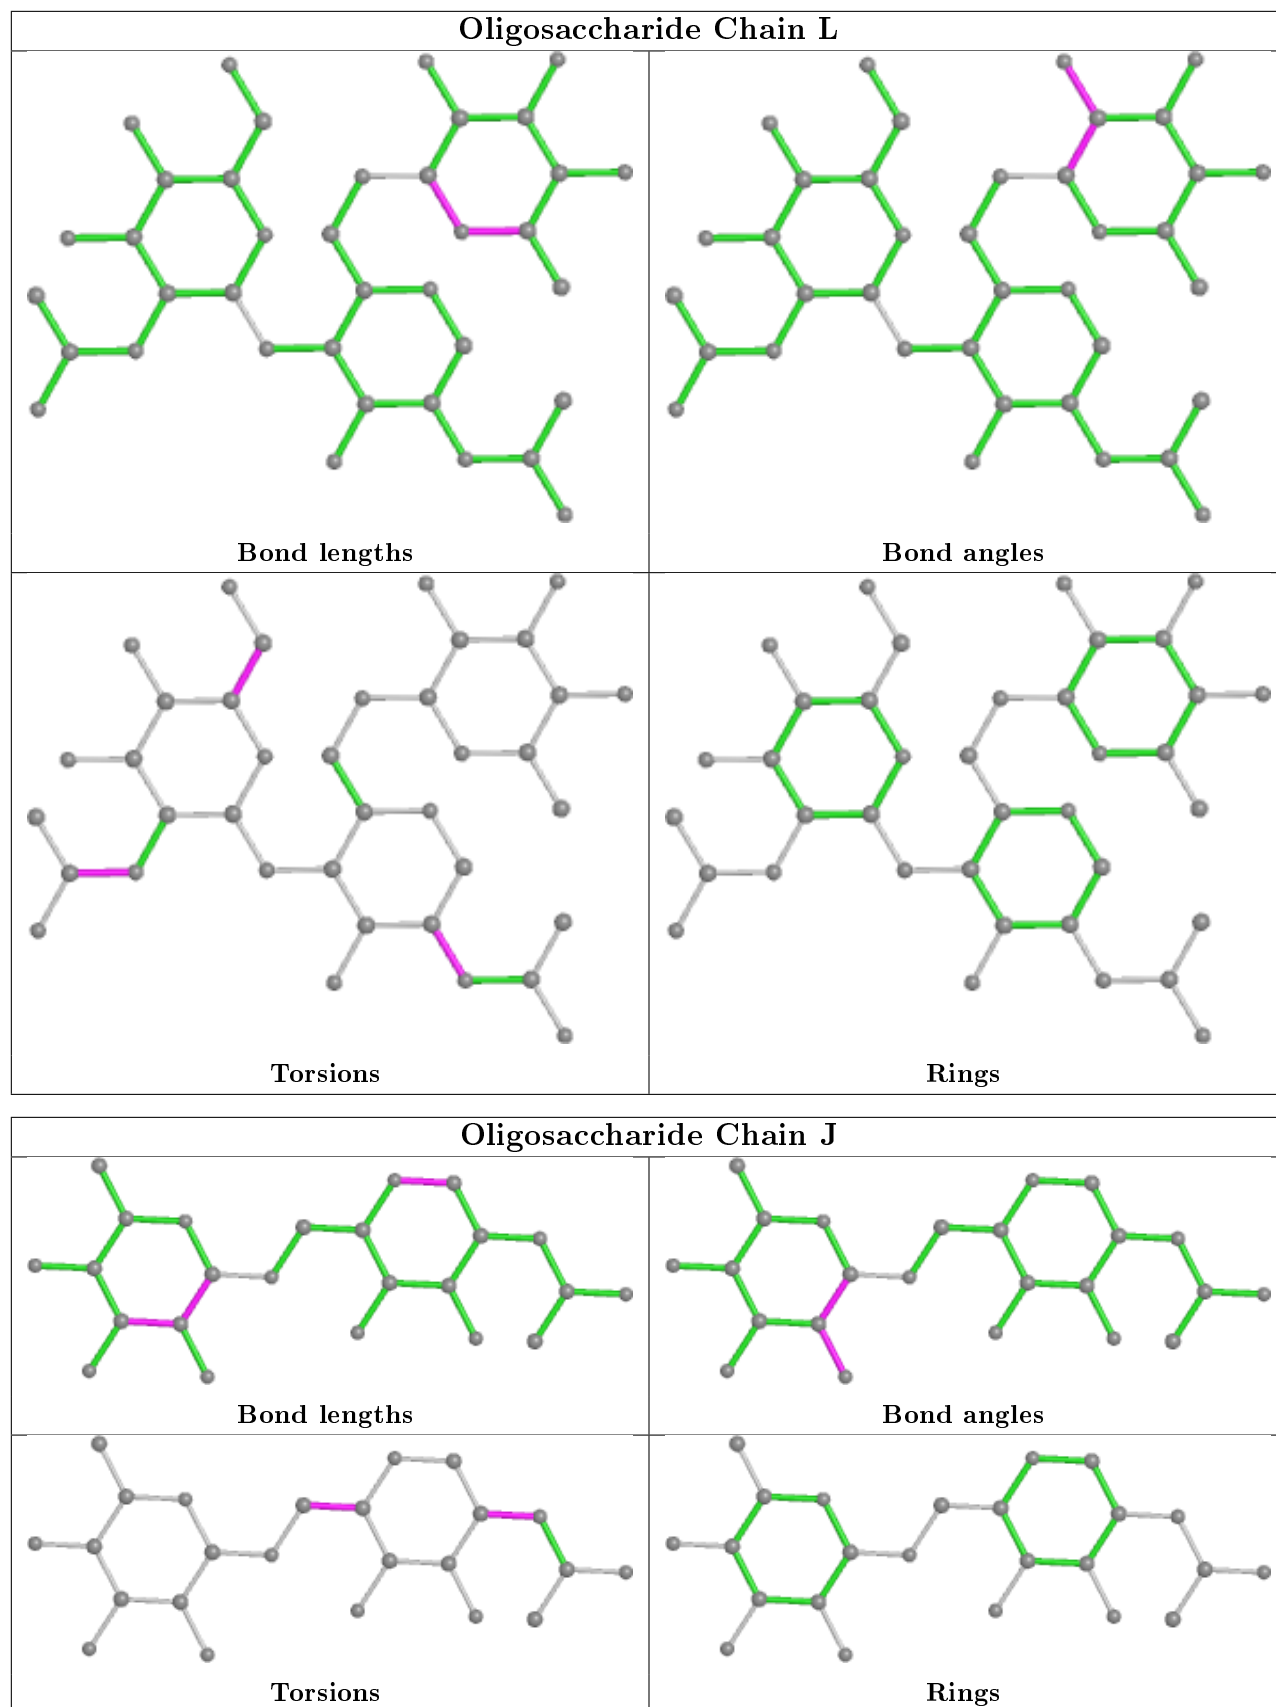 Oligosaccharide Chain L
Bond lengths
Bond angles
Torsions
Rings
Oligosaccharide Chain J
Bond lengths
Bond angles
Torsions
Rings